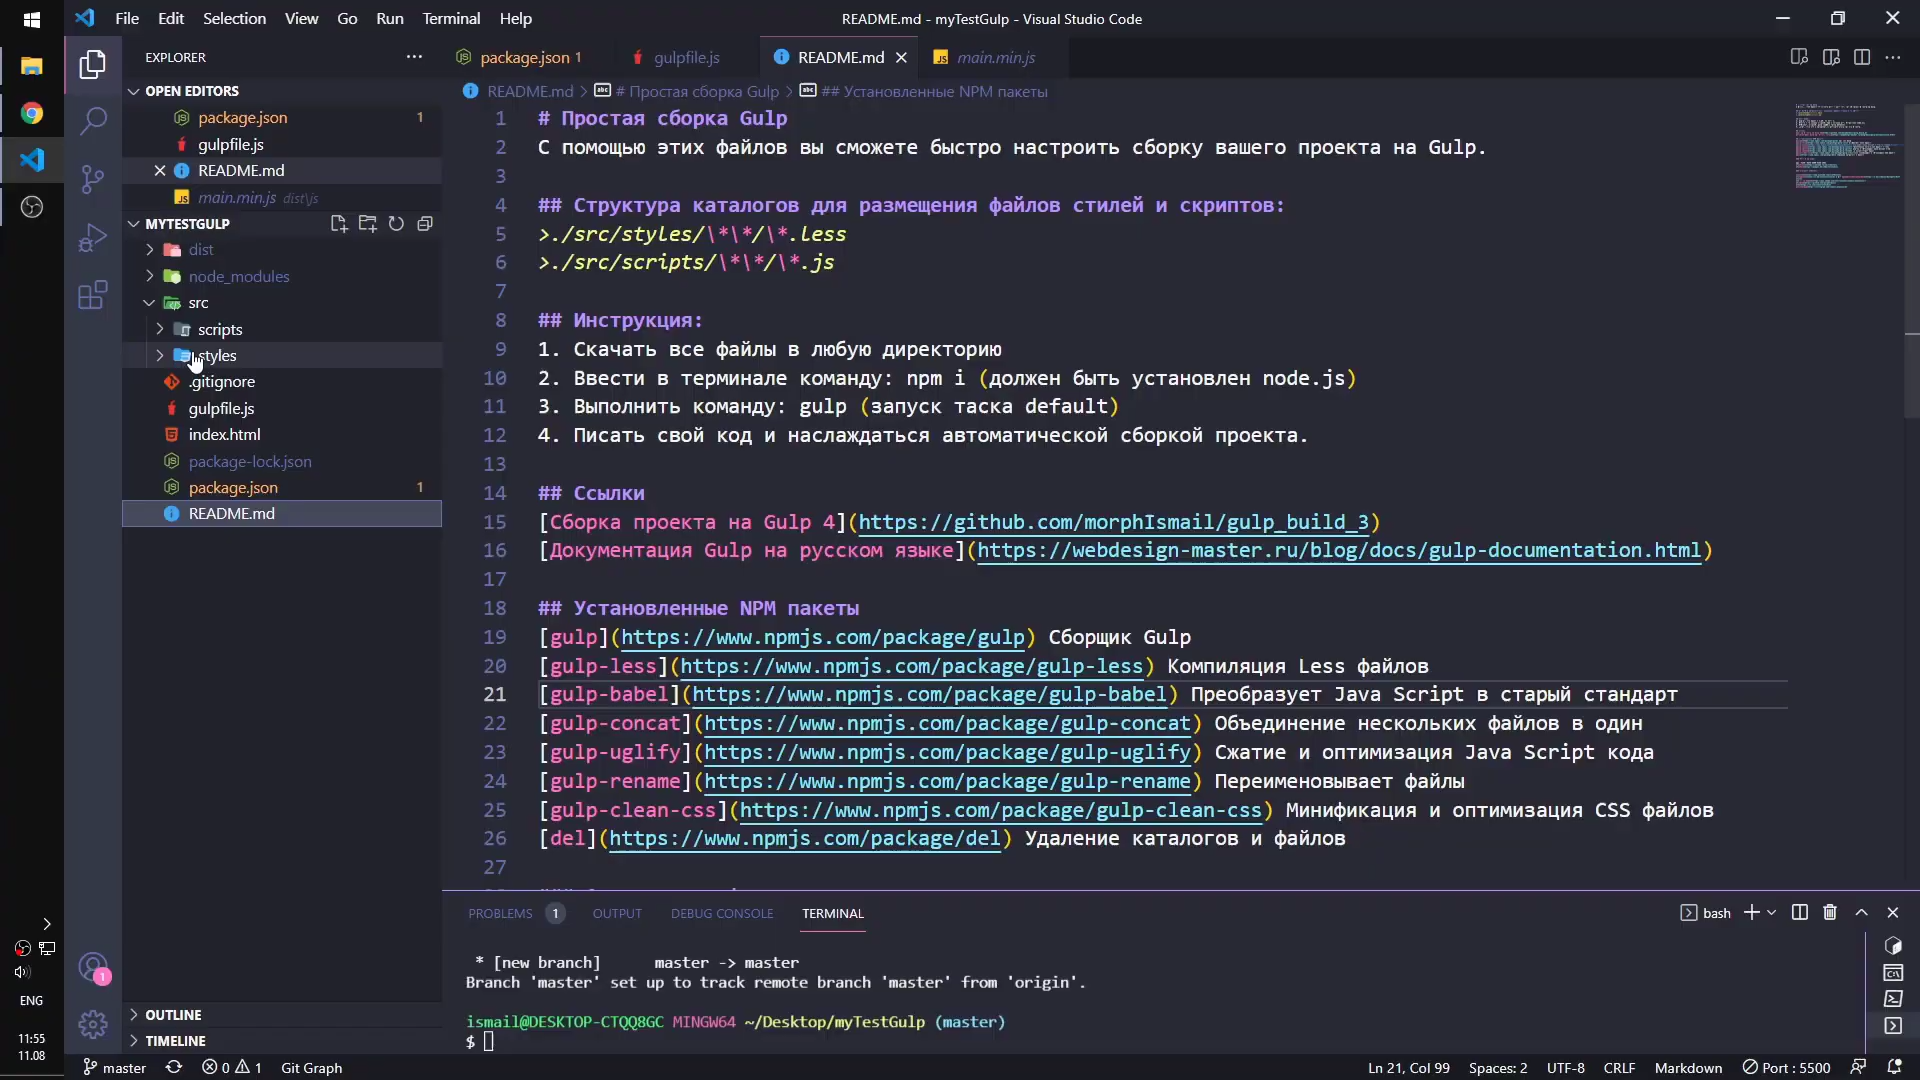 File Edit Selection View Go Run Terminal Help
README.md - myTestGulp - Visual Studio Code
EXPLORER
package.json 1
gulpfile.js
README.md
main.min.js
OPEN EDITORS
package.json 1
gulpfile.js
README.md
main.min.js dist\js
MYTESTGULP
dist
node_modules
src
scripts
styles
.gitignore
gulpfile.js
index.html
package-lock.json
package.json 1
README.md
OUTLINE
TIMELINE
README.md > # Простая сборка Gulp > ## Установленные NPM пакеты
1 # Простая сборка Gulp
2 С помощью этих файлов вы сможете быстро настроить сборку вашего проекта на Gulp.
3
4 ## Структура каталогов для размещения файлов стилей и скриптов:
5 >./src/styles/\*\*/\*.less
6 >./src/scripts/\*\*/\*.js
7
8 ## Инструкция:
9 1. Скачать все файлы в любую директорию
10 2. Ввести в терминале команду: npm i (должен быть установлен node.js)
11 3. Выполнить команду: gulp (запуск таска default)
12 4. Писать свой код и наслаждаться автоматической сборкой проекта.
13
14 ## Ссылки
15 [Сборка проекта на Gulp 4](https://github.com/morphIsmail/gulp_build_3)
16 [Документация Gulp на русском языке](https://webdesign-master.ru/blog/docs/gulp-documentation.html)
17
18 ## Установленные NPM пакеты
19 [gulp](https://www.npmjs.com/package/gulp) Сборщик Gulp
20 [gulp-less](https://www.npmjs.com/package/gulp-less) Компиляция Less файлов
21 [gulp-babel](https://www.npmjs.com/package/gulp-babel) Преобразует Java Script в старый стандарт
22 [gulp-concat](https://www.npmjs.com/package/gulp-concat) Объединение нескольких файлов в один
23 [gulp-uglify](https://www.npmjs.com/package/gulp-uglify) Сжатие и оптимизация Java Script кода
24 [gulp-rename](https://www.npmjs.com/package/gulp-rename) Переименовывает файлы
25 [gulp-clean-css](https://www.npmjs.com/package/gulp-clean-css) Минификация и оптимизация CSS файлов
26 [del](https://www.npmjs.com/package/del) Удаление каталогов и файлов
27
PROBLEMS 1 OUTPUT DEBUG CONSOLE TERMINAL
bash
* [new branch] master -> master
Branch 'master' set up to track remote branch 'master' from 'origin'.
ismail@DESKTOP-CTQQ8GC MINGW64 ~/Desktop/myTestGulp (master)
$
1
ENG
11:55
11.08
master 0 1 Git Graph
Ln 21, Col 99 Spaces: 2 UTF-8 CRLF Markdown Port : 5500